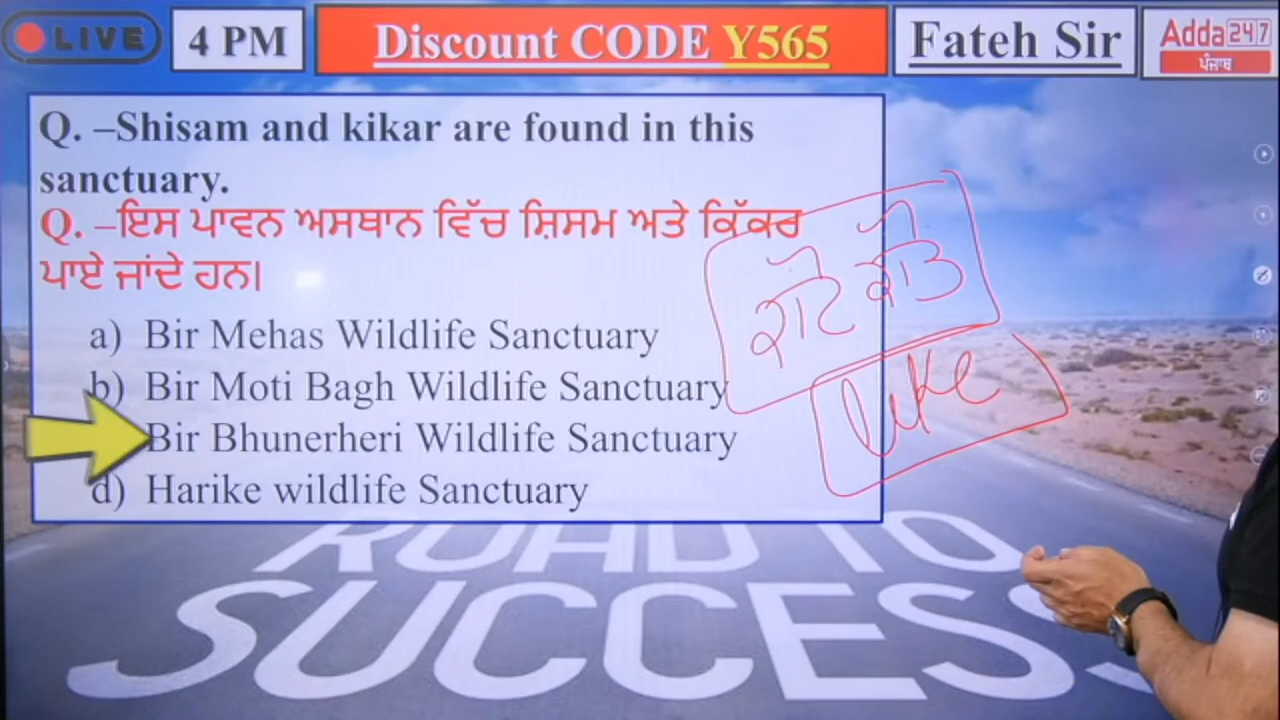 LIVE
4 PM
Discount CODE Y565
Fateh Sir
Adda247
ਪੰਜਾਬ
Q. –Shisam and kikar are found in this
sanctuary.
Q. –ਇਸ ਪਾਵਨ ਅਸਥਾਨ ਵਿੱਚ ਸ਼ਿਸਮ ਅਤੇ ਕਿੱਕਰ
ਪਾਏ ਜਾਂਦੇ ਹਨ।
a) Bir Mehas Wildlife Sanctuary
b) Bir Moti Bagh Wildlife Sanctuary
Bir Bhunerheri Wildlife Sanctuary
d) Harike wildlife Sanctuary
like
ROAD TO
SUCCESS